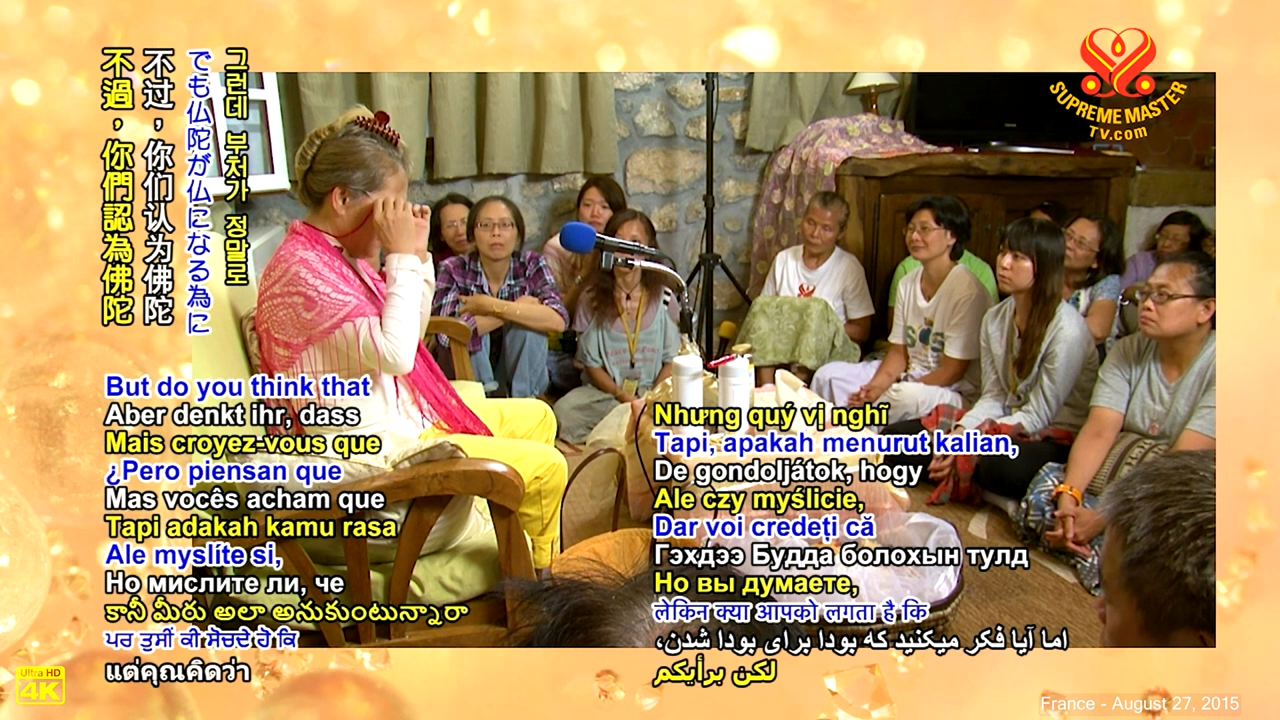 不過，你們認為佛陀
不过，你们认为佛陀
でも仏陀が仏になる為に
그런데 부처가 정말로
SUPREME MASTER
TV.com
But do you think that
Aber denkt ihr, dass
Mais croyez-vous que
¿Pero piensan que
Mas vocês acham que
Tapi adakah kamu rasa
Ale myslíte si,
Но мислите ли, че
కానీ మీరు అలా అనుకుంటున్నారా
ਪਰ ਤੁਸੀਂ ਕੀ ਸੋਚਦੇ ਹੋ ਕਿ
แต่คุณคิดว่า
Nhưng quý vị nghĩ
Tapi, apakah menurut kalian,
De gondoljátok, hogy
Ale czy myślicie,
Dar voi credeți că
Гэхдээ Будда болохын тулд
Но вы думаете,
लेकिन क्या आपको लगता है कि
اما آیا فکر میکنید که بودا برای بودا شدن،
لكن برأيكم
Ultra HD
4K
France - August 27, 2015